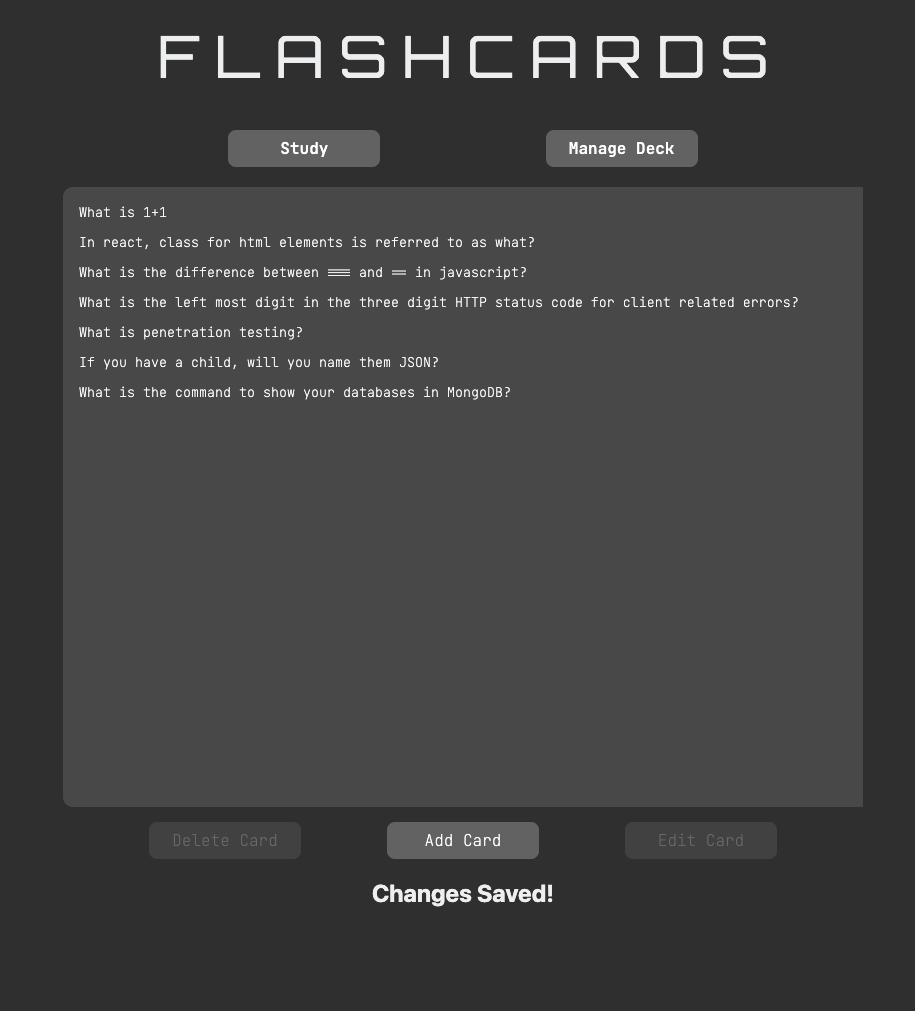 FLASHCARDS
Study
Manage Deck
What is 1+1
In react, class for html elements is referred to as what?
What is the difference between === and == in javascript?
What is the left most digit in the three digit HTTP status code for client related errors?
What is penetration testing?
If you have a child, will you name them JSON?
What is the command to show your databases in MongoDB?
Delete Card
Add Card
Edit Card
Changes Saved!